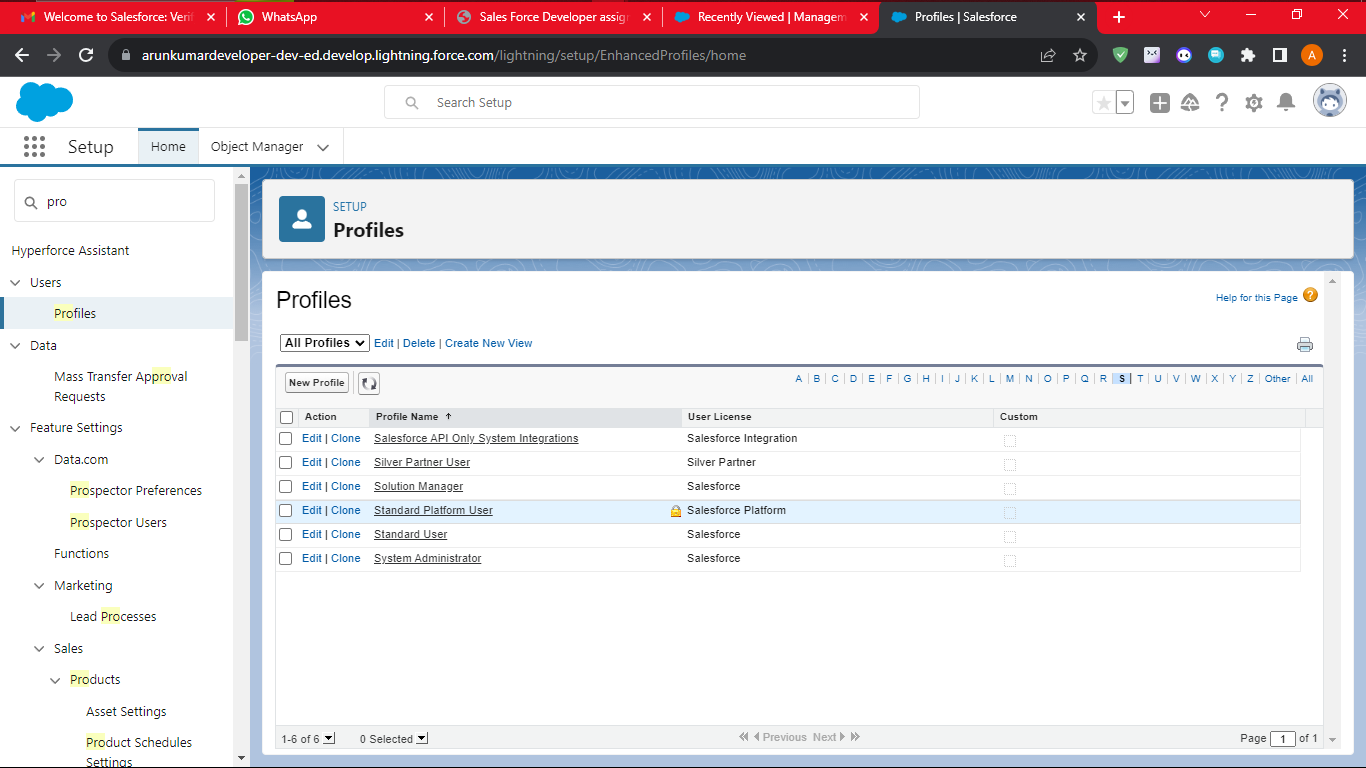 Welcome to Salesforce: Verif
WhatsApp
Sales Force Developer assign
Recently Viewed | Managem
Profiles | Salesforce
arunkumardeveloper-dev-ed.develop.lightning.force.com/lightning/setup/EnhancedProfiles/home
A
Search Setup
Setup
Home
Object Manager
pro
Hyperforce Assistant
Users
Profiles
Data
Mass Transfer Approval
Requests
Feature Settings
Data.com
Prospector Preferences
Prospector Users
Functions
Marketing
Lead Processes
Sales
Products
Asset Settings
Product Schedules
Settings
SETUP
Profiles
Profiles
Help for this Page ?
All Profiles Edit | Delete | Create New View
New Profile
A | B | C | D | E | F | G | H | I | J | K | L | M | N | O | P | Q | R | S | T | U | V | W | X | Y | Z | Other | All
Action Profile Name User License Custom
Edit | Clone Salesforce API Only System Integrations Salesforce Integration
Edit | Clone Silver Partner User Silver Partner
Edit | Clone Solution Manager Salesforce
Edit | Clone Standard Platform User Salesforce Platform
Edit | Clone Standard User Salesforce
Edit | Clone System Administrator Salesforce
1-6 of 6 0 Selected Previous Next Page 1 of 1